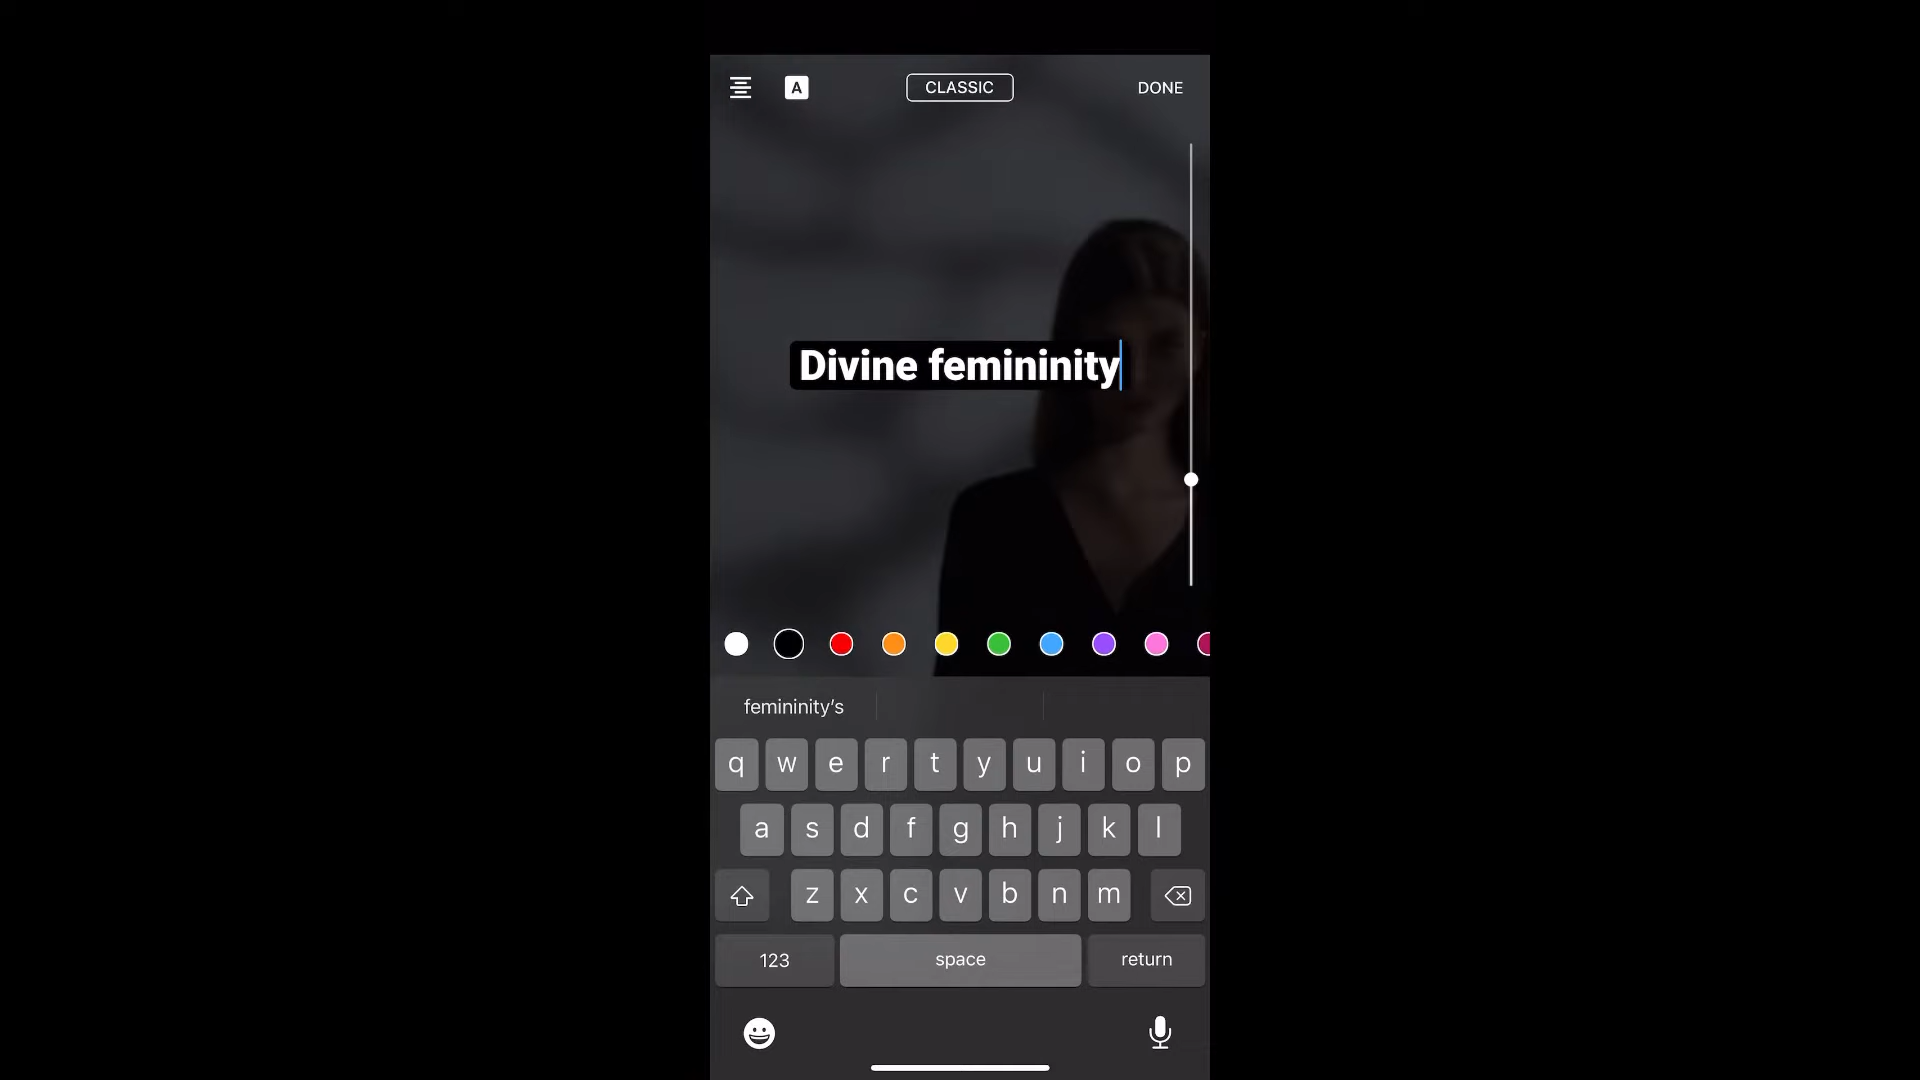 A
CLASSIC
DONE
Divine femininity
femininity’s
q w e r t y u i o p
a s d f g h j k l
z x c v b n m
123
space
return